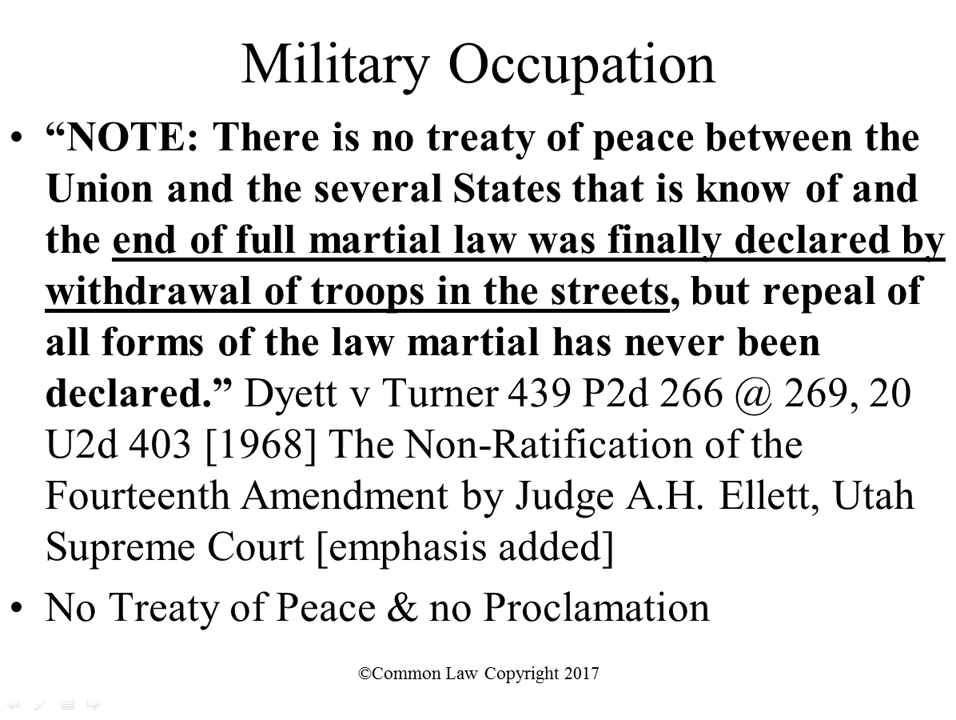 Military Occupation
• “NOTE: There is no treaty of peace between the
Union and the several States that is know of and
the end of full martial law was finally declared by
withdrawal of troops in the streets, but repeal of
all forms of the law martial has never been
declared.” Dyett v Turner 439 P2d 266 @ 269, 20
U2d 403 [1968] The Non-Ratification of the
Fourteenth Amendment by Judge A.H. Ellett, Utah
Supreme Court [emphasis added]
• No Treaty of Peace & no Proclamation
©Common Law Copyright 2017